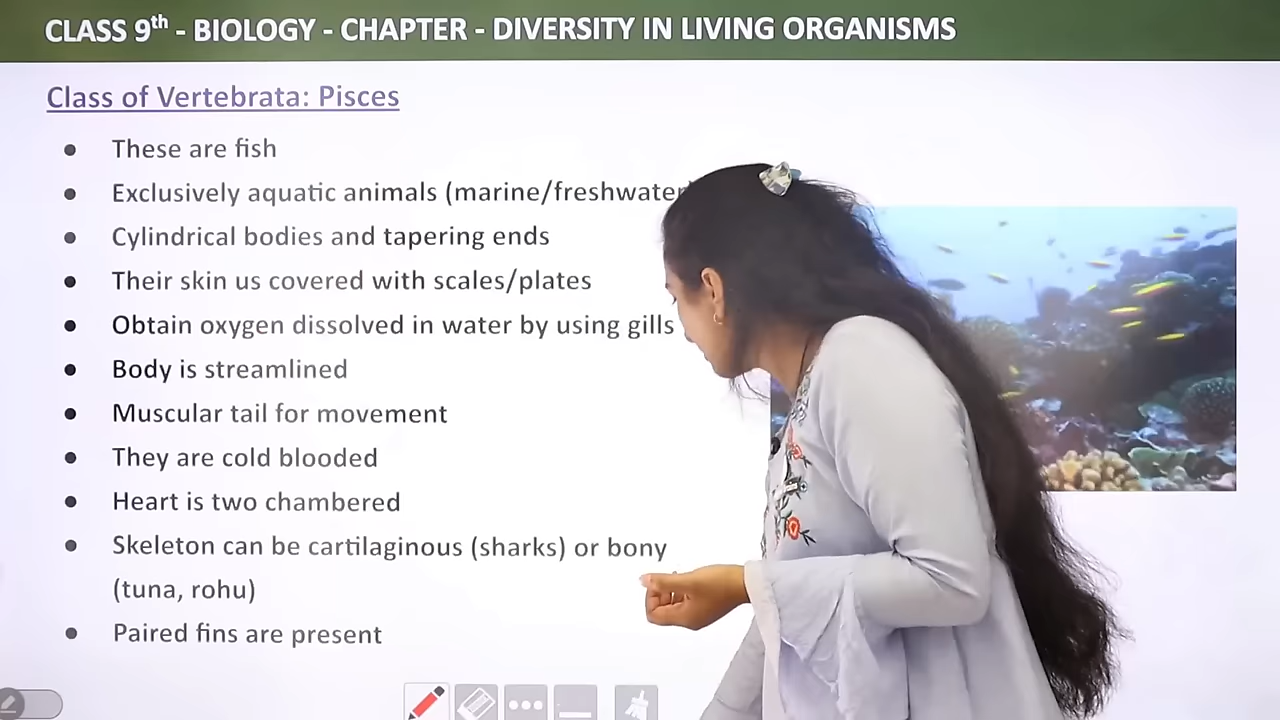 CLASS 9th - BIOLOGY - CHAPTER - DIVERSITY IN LIVING ORGANISMS
Class of Vertebrata: Pisces
● These are fish
● Exclusively aquatic animals (marine/freshwater)
● Cylindrical bodies and tapering ends
● Their skin us covered with scales/plates
● Obtain oxygen dissolved in water by using gills
● Body is streamlined
● Muscular tail for movement
● They are cold blooded
● Heart is two chambered
● Skeleton can be cartilaginous (sharks) or bony
(tuna, rohu)
● Paired fins are present